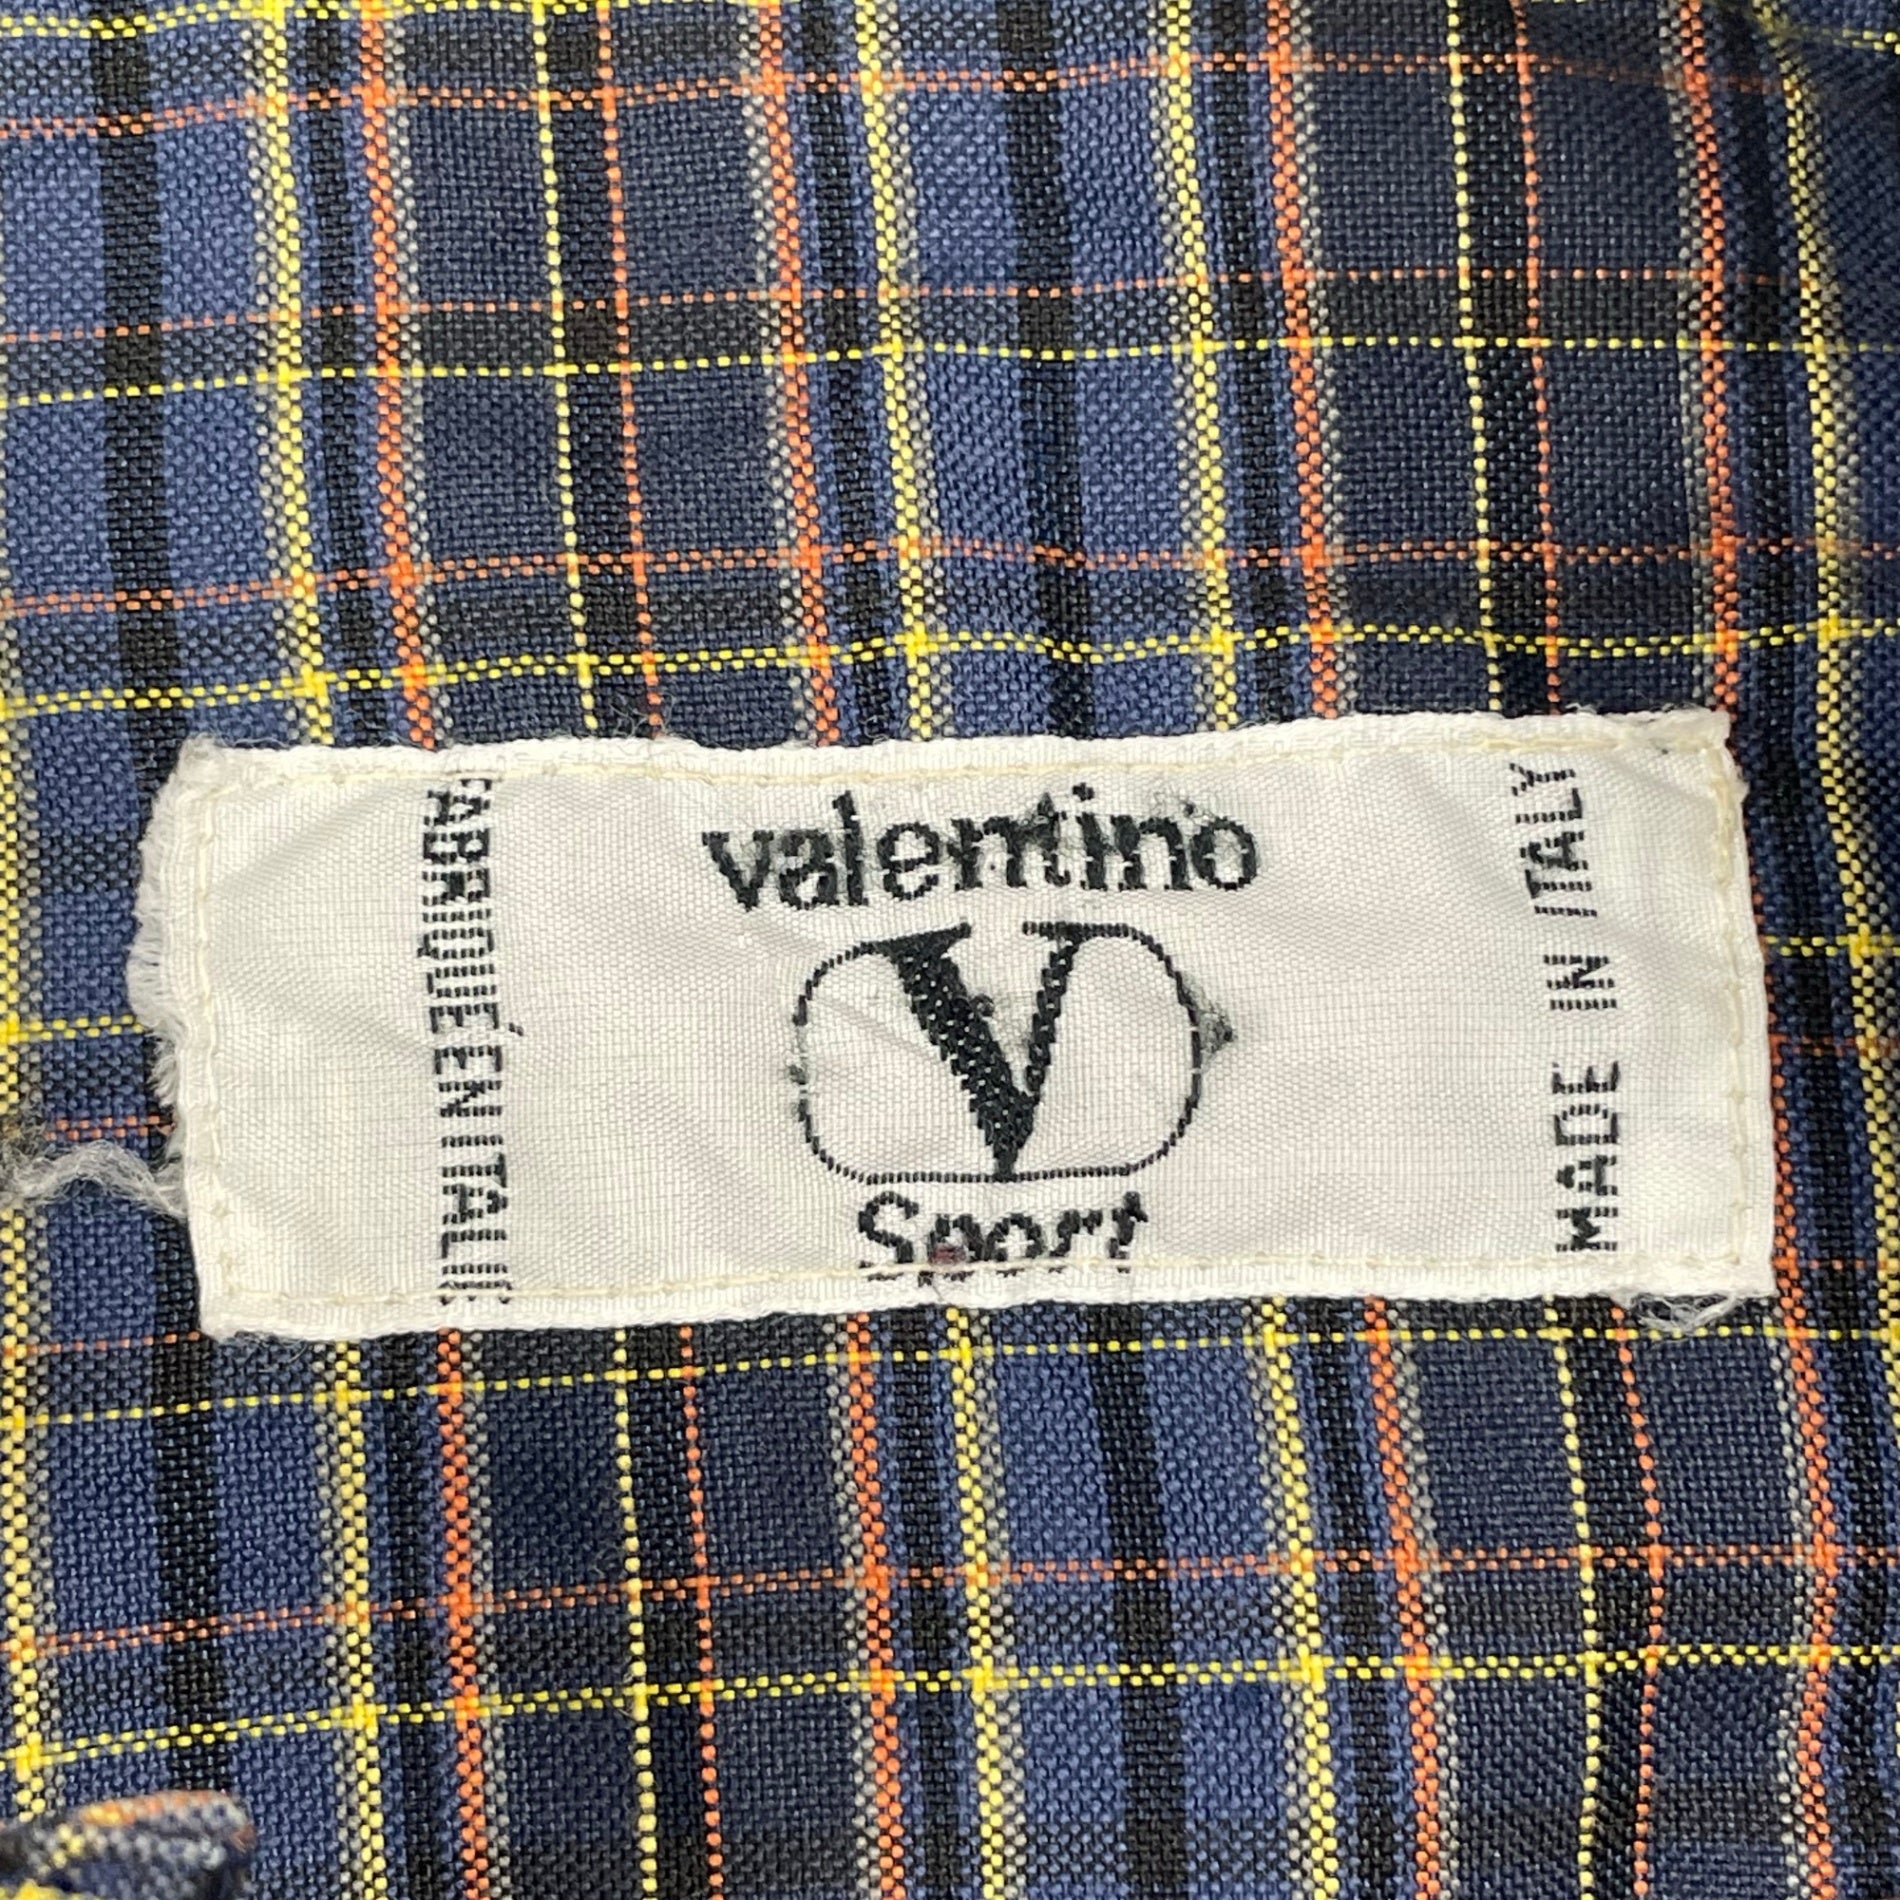 FABRIQUÉ EN ITALIE
valentino
V
Sport
MADE IN ITALY